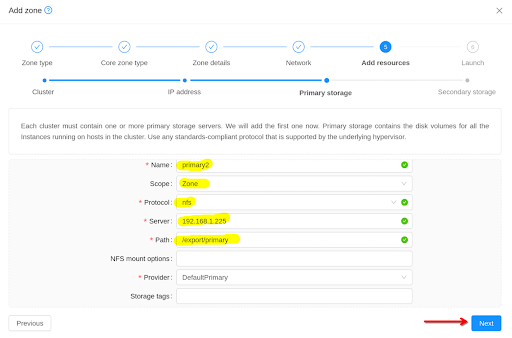 Add zone
Zone type
Core zone type
Zone details
Network
5
Add resources
6
Launch
Cluster
IP address
Primary storage
Secondary storage
Each cluster must contain one or more primary storage servers. We will add the first one now. Primary storage contains the disk volumes for all the
Instances running on hosts in the cluster. Use any standards-compliant protocol that is supported by the underlying hypervisor.
* Name: primary2
Scope: Zone
* Protocol: nfs
* Server: 192.168.1.225
* Path: /export/primary
NFS mount options:
* Provider: DefaultPrimary
Storage tags:
Previous
Next